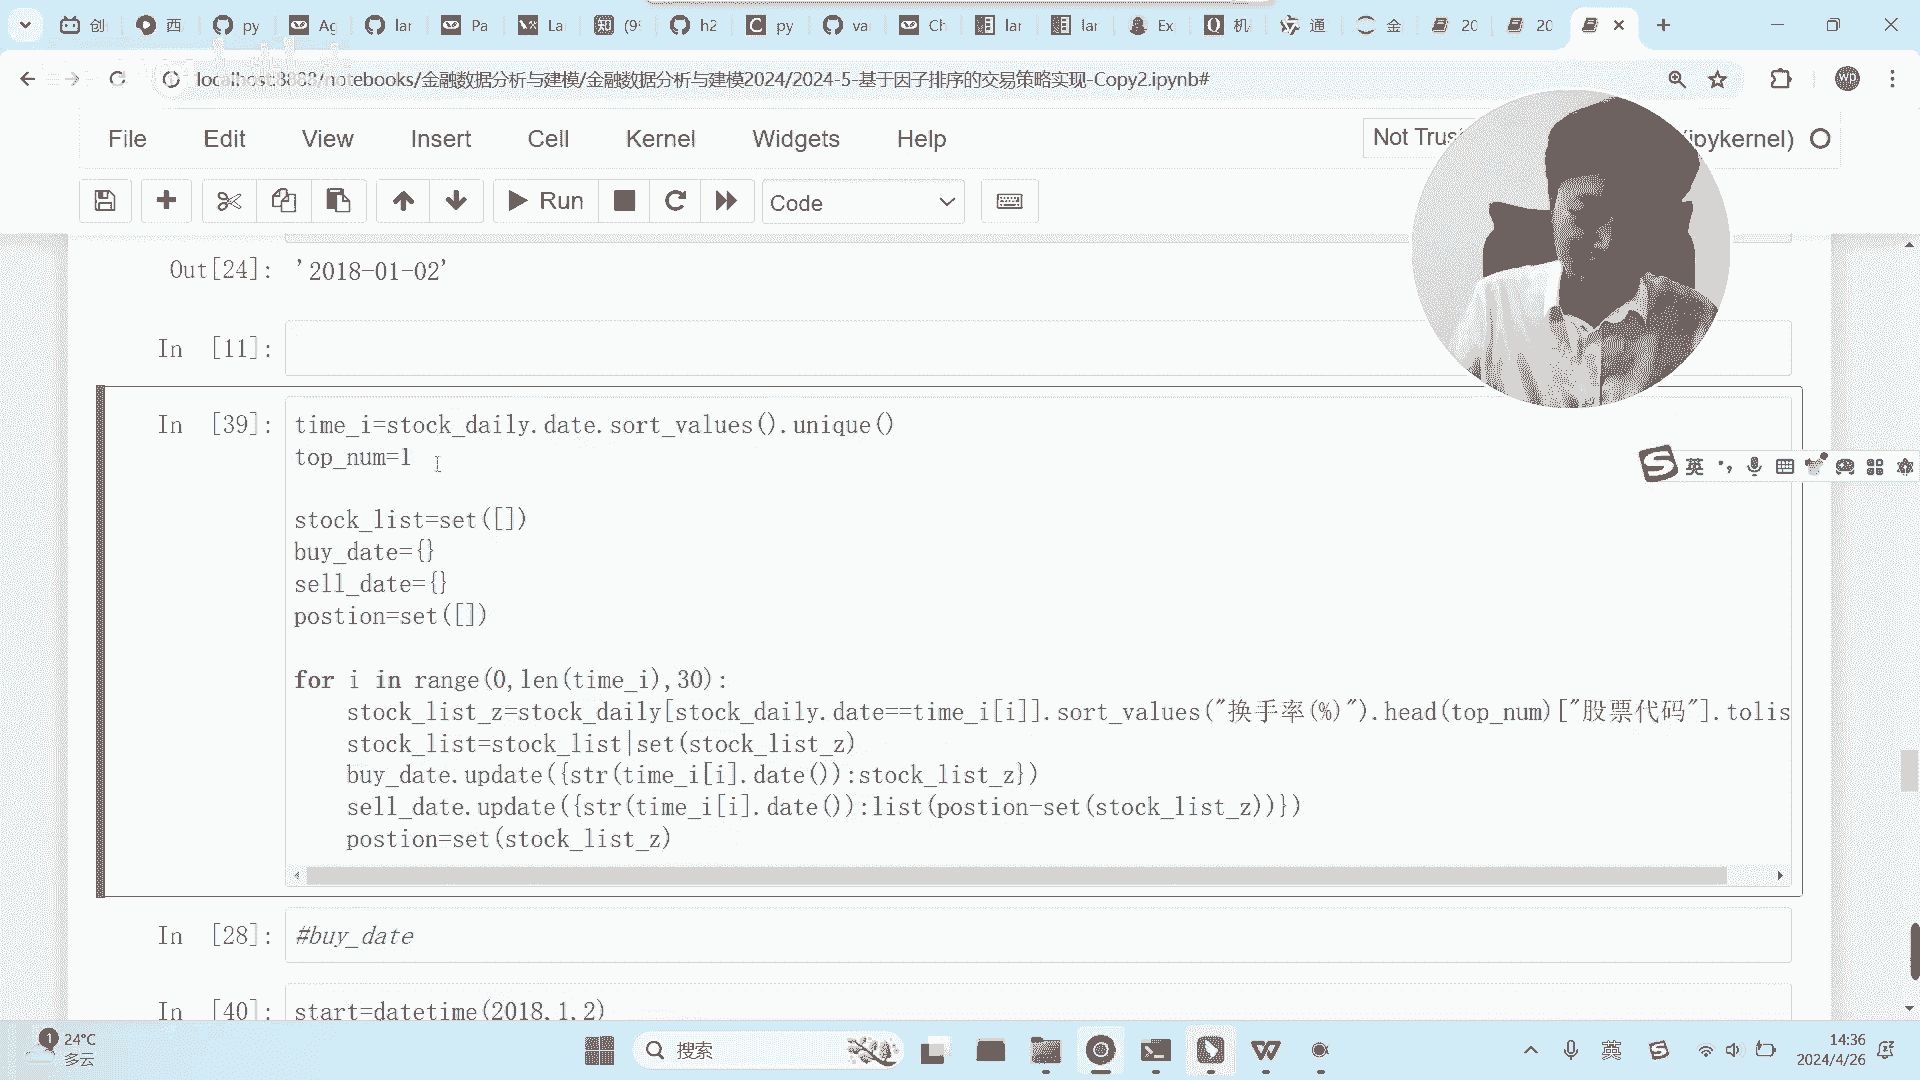 创
西
py
Ag
lar
Pa
La
(9
h2
py
va
Ch
lar
lar
Ex
机
通
金
20
20
localhost:8888/notebooks/金融数据分析与建模/金融数据分析与建模2024/2024-5-基于因子排序的交易策略实现-Copy2.ipynb#
wp
File Edit View Insert Cell Kernel Widgets Help
Not Trus
(ipykernel)
Run
Code
Out[24]: '2018-01-02'
In [11]:
In [39]: time_i=stock_daily.date.sort_values().unique()
top_num=1
stock_list=set([])
buy_date={}
sell_date={}
postion=set([])
for i in range(0,len(time_i),30):
stock_list_z=stock_daily[stock_daily.date==time_i[i]].sort_values("换手率(%)").head(top_num)["股票代码"].tolis
stock_list=stock_list|set(stock_list_z)
buy_date.update({str(time_i[i].date()):stock_list_z})
sell_date.update({str(time_i[i].date()):list(postion-set(stock_list_z))})
postion=set(stock_list_z)
In [28]: #buy_date
In [40]: start=datetime(2018,1,2)
英
1
24°C
多云
搜索
英
14:36
2024/4/26